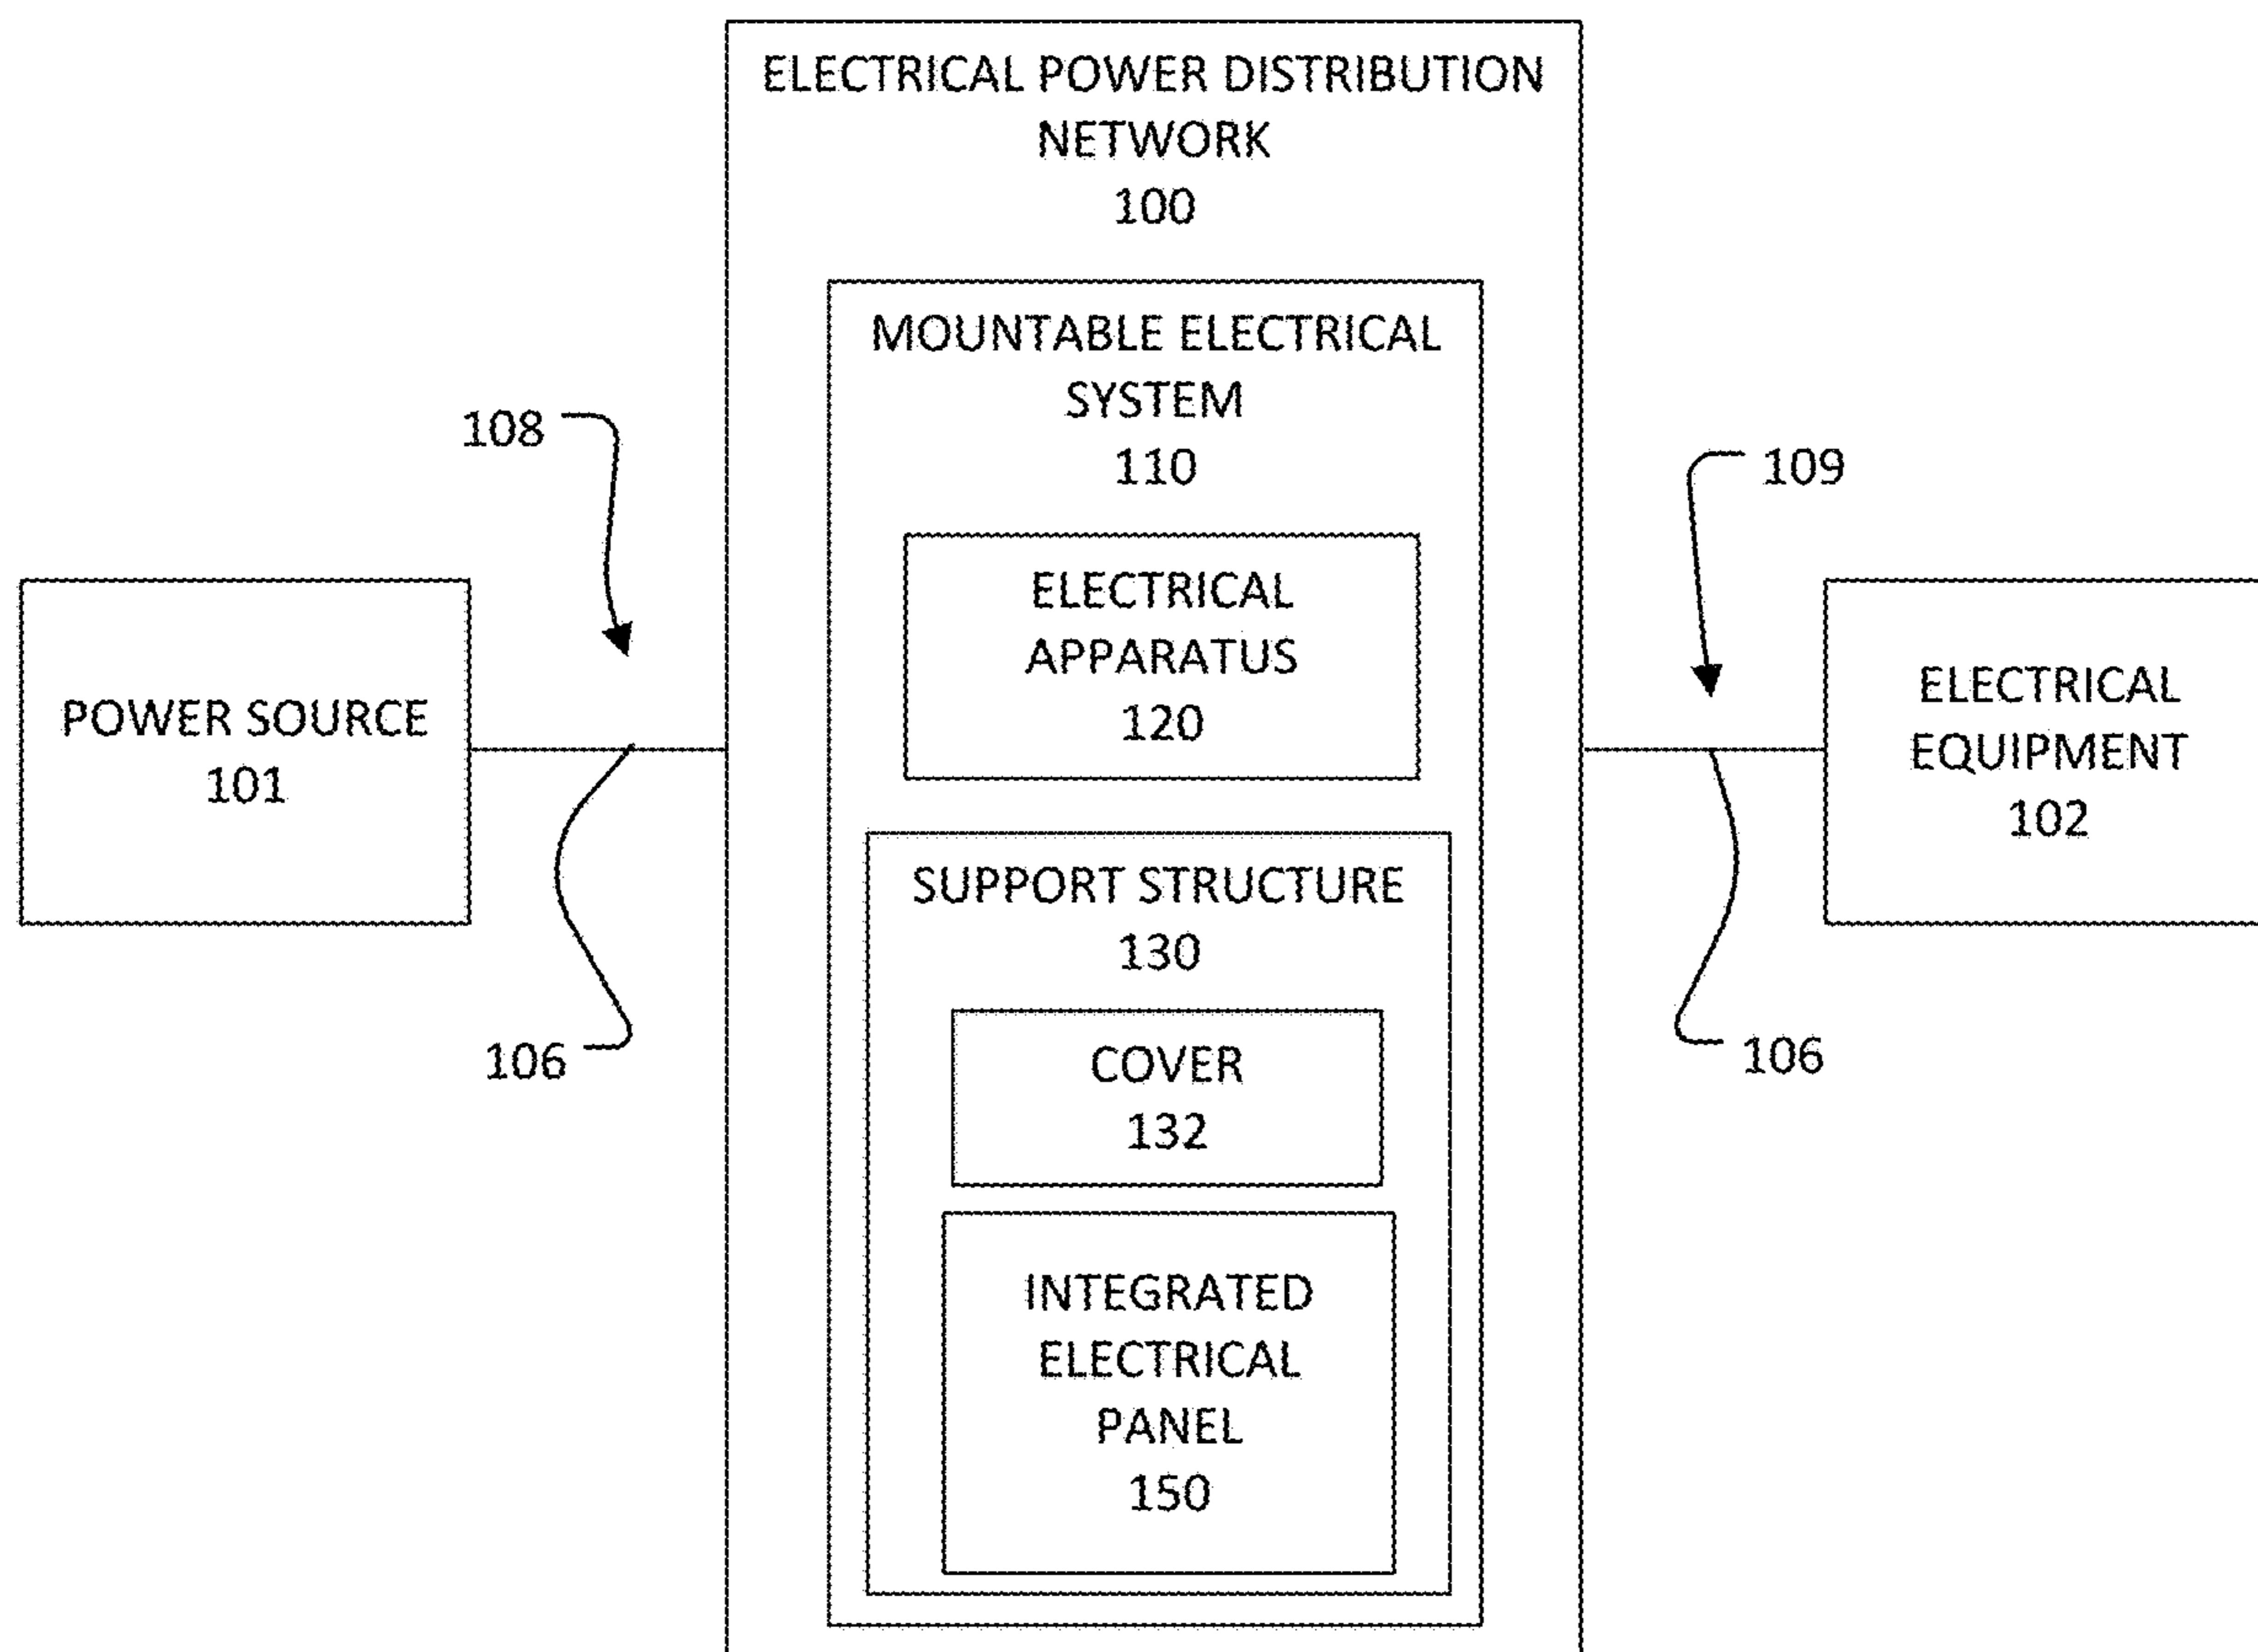 ELECTRICAL POWER DISTRIBUTION
NETWORK
100
MOUNTABLE ELECTRICAL
SYSTEM
110
108
109
ELECTRICAL
APPARATUS
120
POWER SOURCE
101
ELECTRICAL
EQUIPMENT
102
SUPPORT STRUCTURE
130
COVER
132
106
106
INTEGRATED
ELECTRICAL
PANEL
150